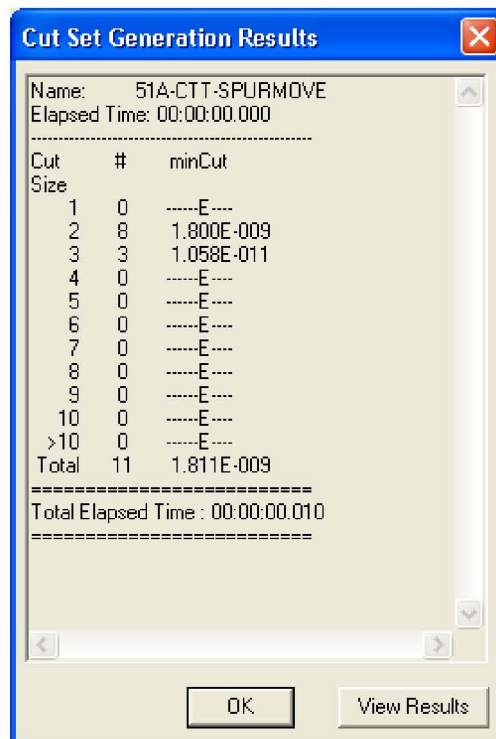 Cut Set Generation Results
Name: 51A-CTT-SPURMOVE
Elapsed Time: 00:00:00.000
---------------------------------------------------
Cut # minCut
Size
1 0 ------E----
2 8 1.800E-009
3 3 1.058E-011
4 0 ------E----
5 0 ------E----
6 0 ------E----
7 0 ------E----
8 0 ------E----
9 0 ------E----
10 0 ------E----
>10 0 ------E----
Total 11 1.811E-009
==========================
Total Elapsed Time : 00:00:00.010
==========================
OK View Results